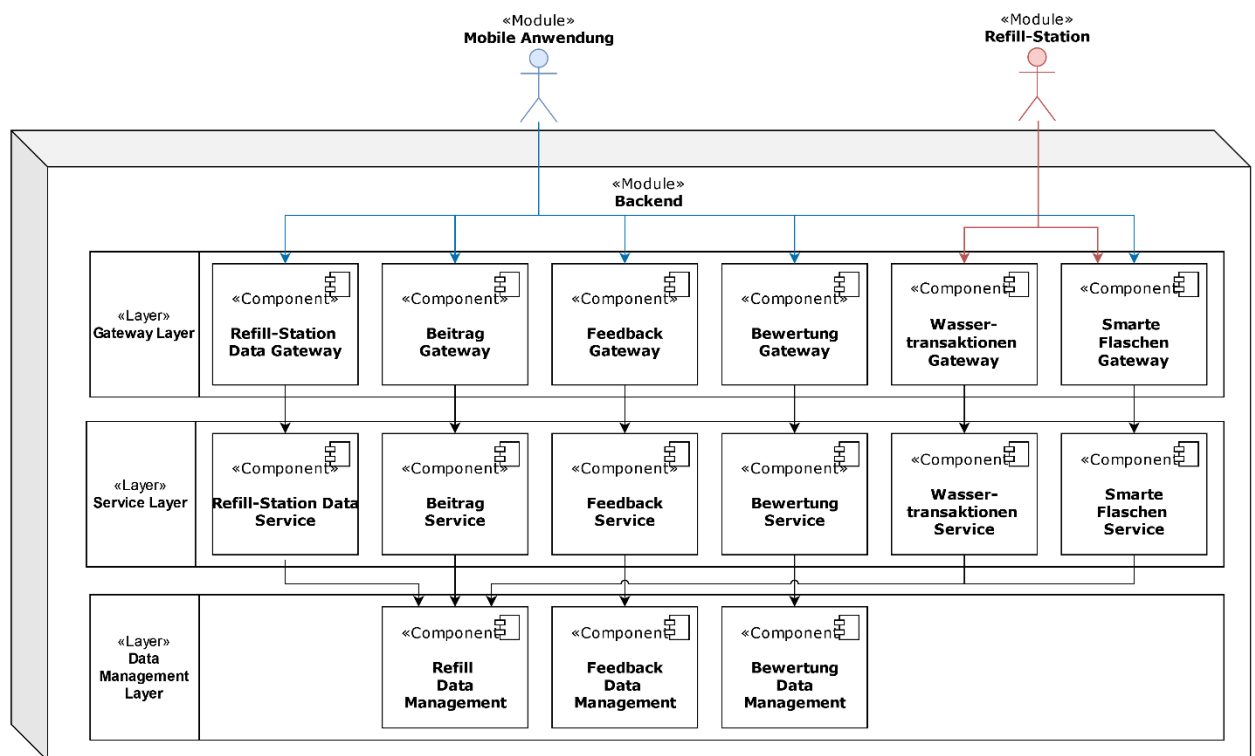 «Module»
Mobile Anwendung
«Module»
Refill-Station
«Module»
Backend
«Layer»
Gateway Layer
«Component»
Refill-Station
Data Gateway
«Component»
Beitrag
Gateway
«Component»
Feedback
Gateway
«Component»
Bewertung
Gateway
«Component»
Wasser-
transaktionen
Gateway
«Component»
Smarte
Flaschen
Gateway
«Layer»
Service Layer
«Component»
Refill-Station Data
Service
«Component»
Beitrag
Service
«Component»
Feedback
Service
«Component»
Bewertung
Service
«Component»
Wasser-
transaktionen
Service
«Component»
Smarte
Flaschen
Service
«Layer»
Data
Management
Layer
«Component»
Refill
Data
Management
«Component»
Feedback
Data
Management
«Component»
Bewertung
Data
Management